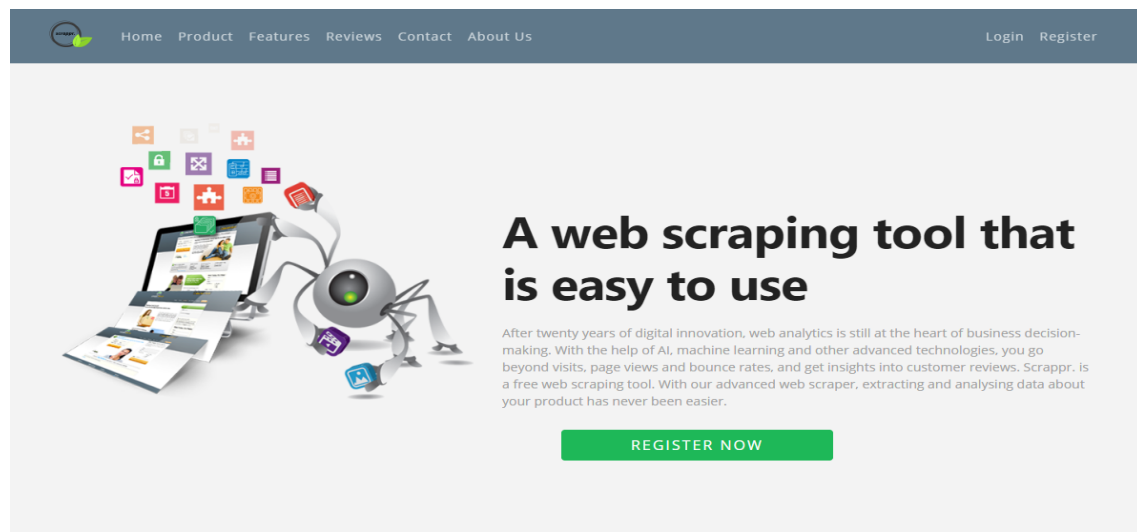 scrappr.
Home Product Features Reviews Contact About Us Login Register
A web scraping tool that
is easy to use
After twenty years of digital innovation, web analytics is still at the heart of business decision-
making. With the help of AI, machine learning and other advanced technologies, you go
beyond visits, page views and bounce rates, and get insights into customer reviews. Scrappr. is
a free web scraping tool. With our advanced web scraper, extracting and analysing data about
your product has never been easier.
REGISTER NOW